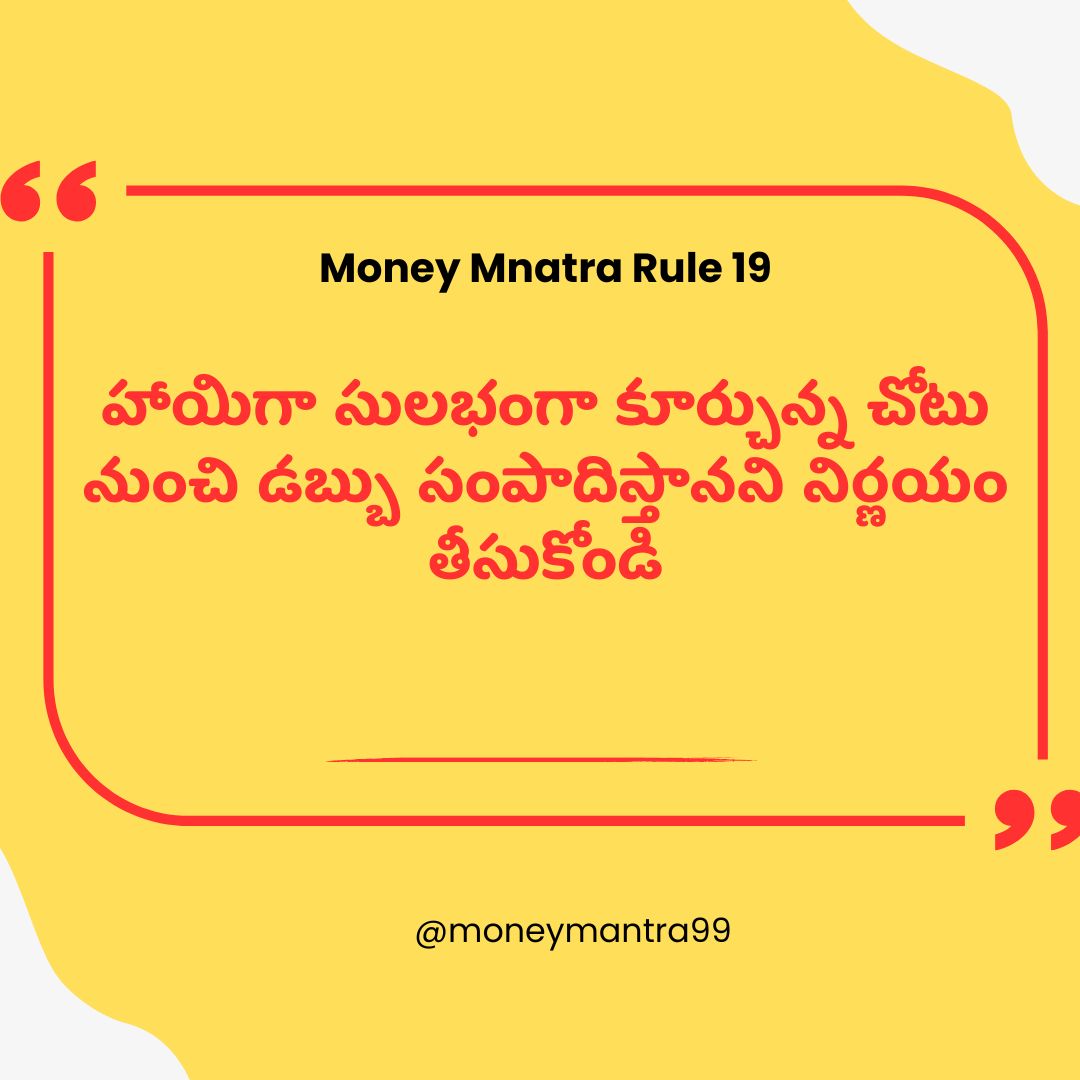 Money Mnatra Rule 19
హాయిగా సులభంగా కూర్చున్న చోటు
నుంచి డబ్బు సంపాదిస్తానని నిర్ణయం
తీసుకోండి
@moneymantra99